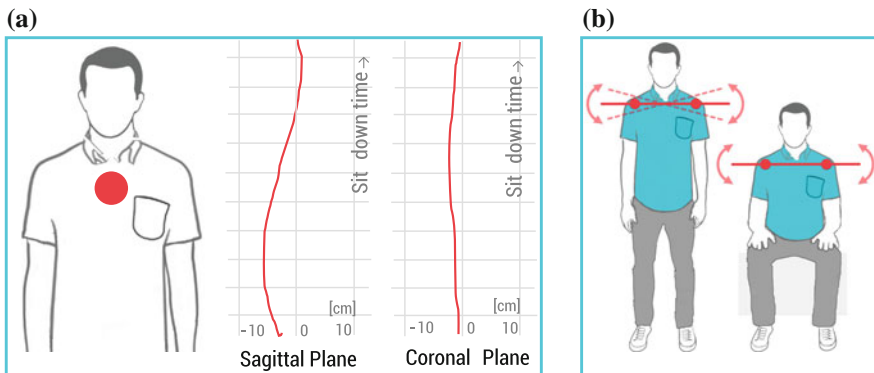 (a)
(b)
Sit down time →
Sit down time →
[cm]
[cm]
-10 0 10
-10 0 10
Sagittal Plane
Coronal Plane